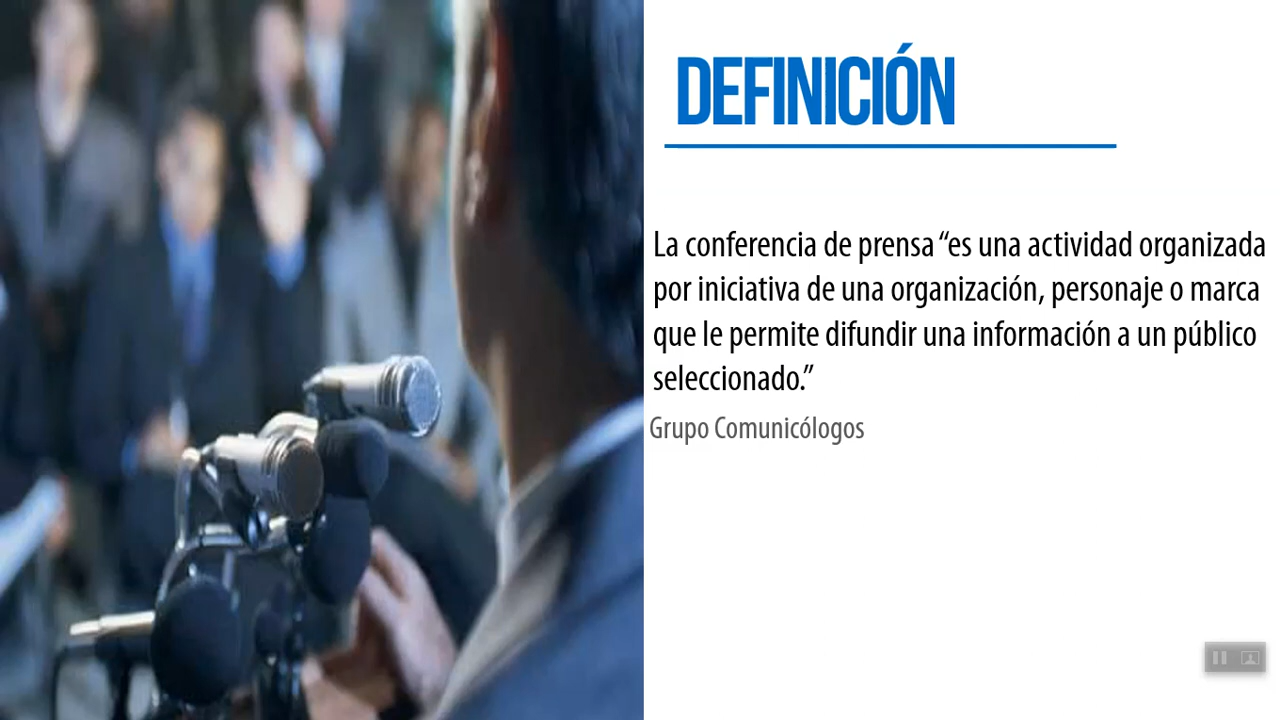 DEFINICIÓN
La conferencia de prensa “es una actividad organizada
por iniciativa de una organización, personaje o marca
que le permite difundir una información a un público
seleccionado.”
Grupo Comunicólogos